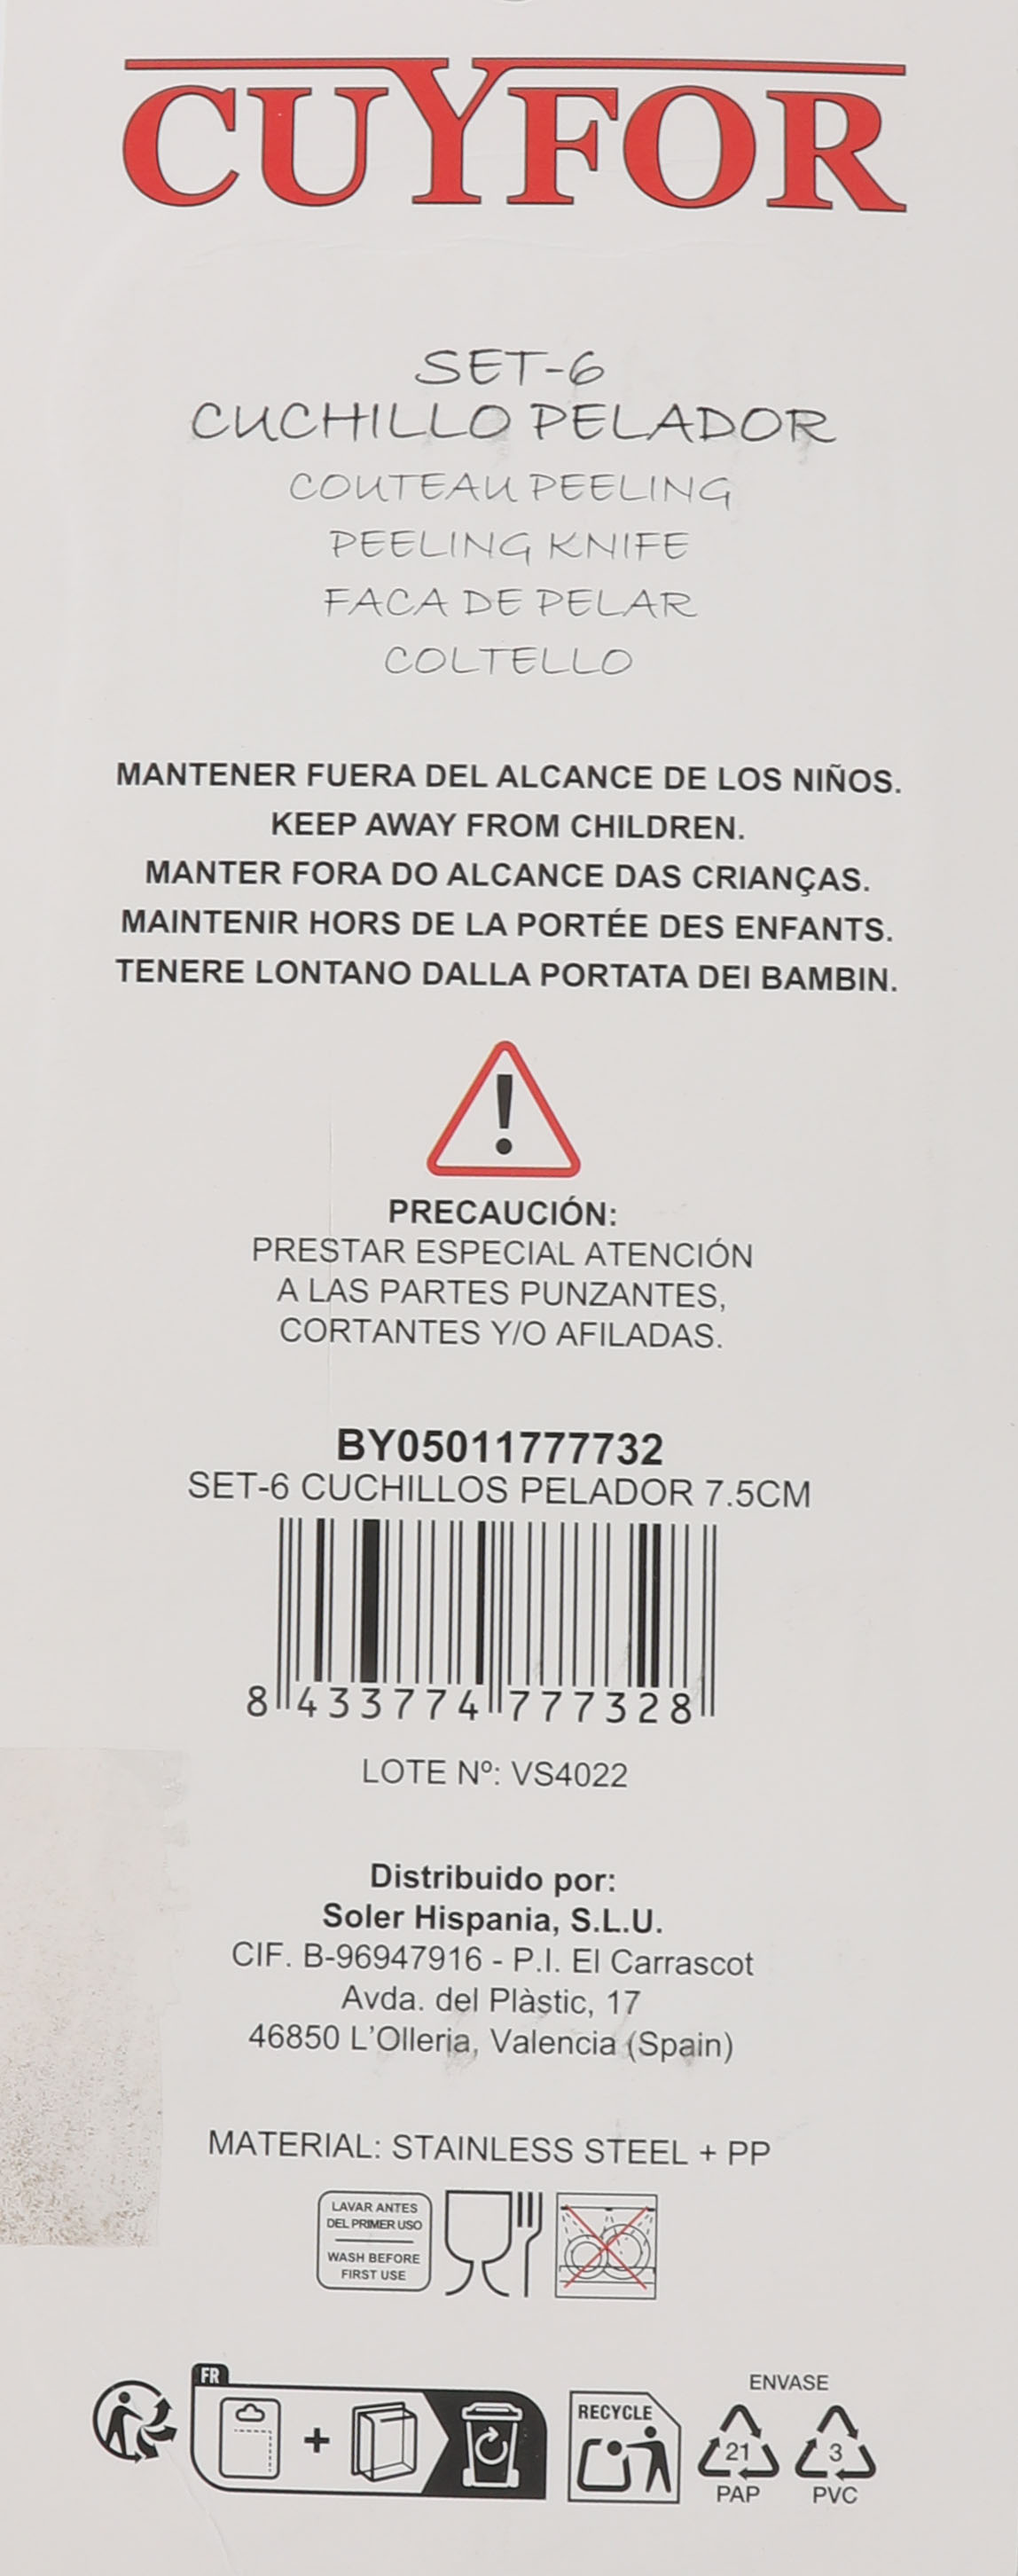 CUYFOR
SET-6
CUCHILLO PELADOR
COUTEAU PEELING
PEELING KNIFE
FACA DE PELAR
COLTELLO
MANTENER FUERA DEL ALCANCE DE LOS NIÑOS.
KEEP AWAY FROM CHILDREN.
MANTER FORA DO ALCANCE DAS CRIANÇAS.
MAINTENIR HORS DE LA PORTÉE DES ENFANTS.
TENERE LONTANO DALLA PORTATA DEI BAMBIN.
!
PRECAUCIÓN:
PRESTAR ESPECIAL ATENCIÓN
A LAS PARTES PUNZANTES,
CORTANTES Y/O AFILADAS.
BY05011777732
SET-6 CUCHILLOS PELADOR 7.5CM
8 433774 777328
LOTE Nº: VS4022
Distribuido por:
Soler Hispania, S.L.U.
CIF. B-96947916 - P.I. El Carrascot
Avda. del Plàstic, 17
46850 L'Olleria, Valencia (Spain)
MATERIAL: STAINLESS STEEL + PP
LAVAR ANTES
DEL PRIMER USO
WASH BEFORE
FIRST USE
FR
+
RECYCLE
ENVASE
21
PAP
3
PVC